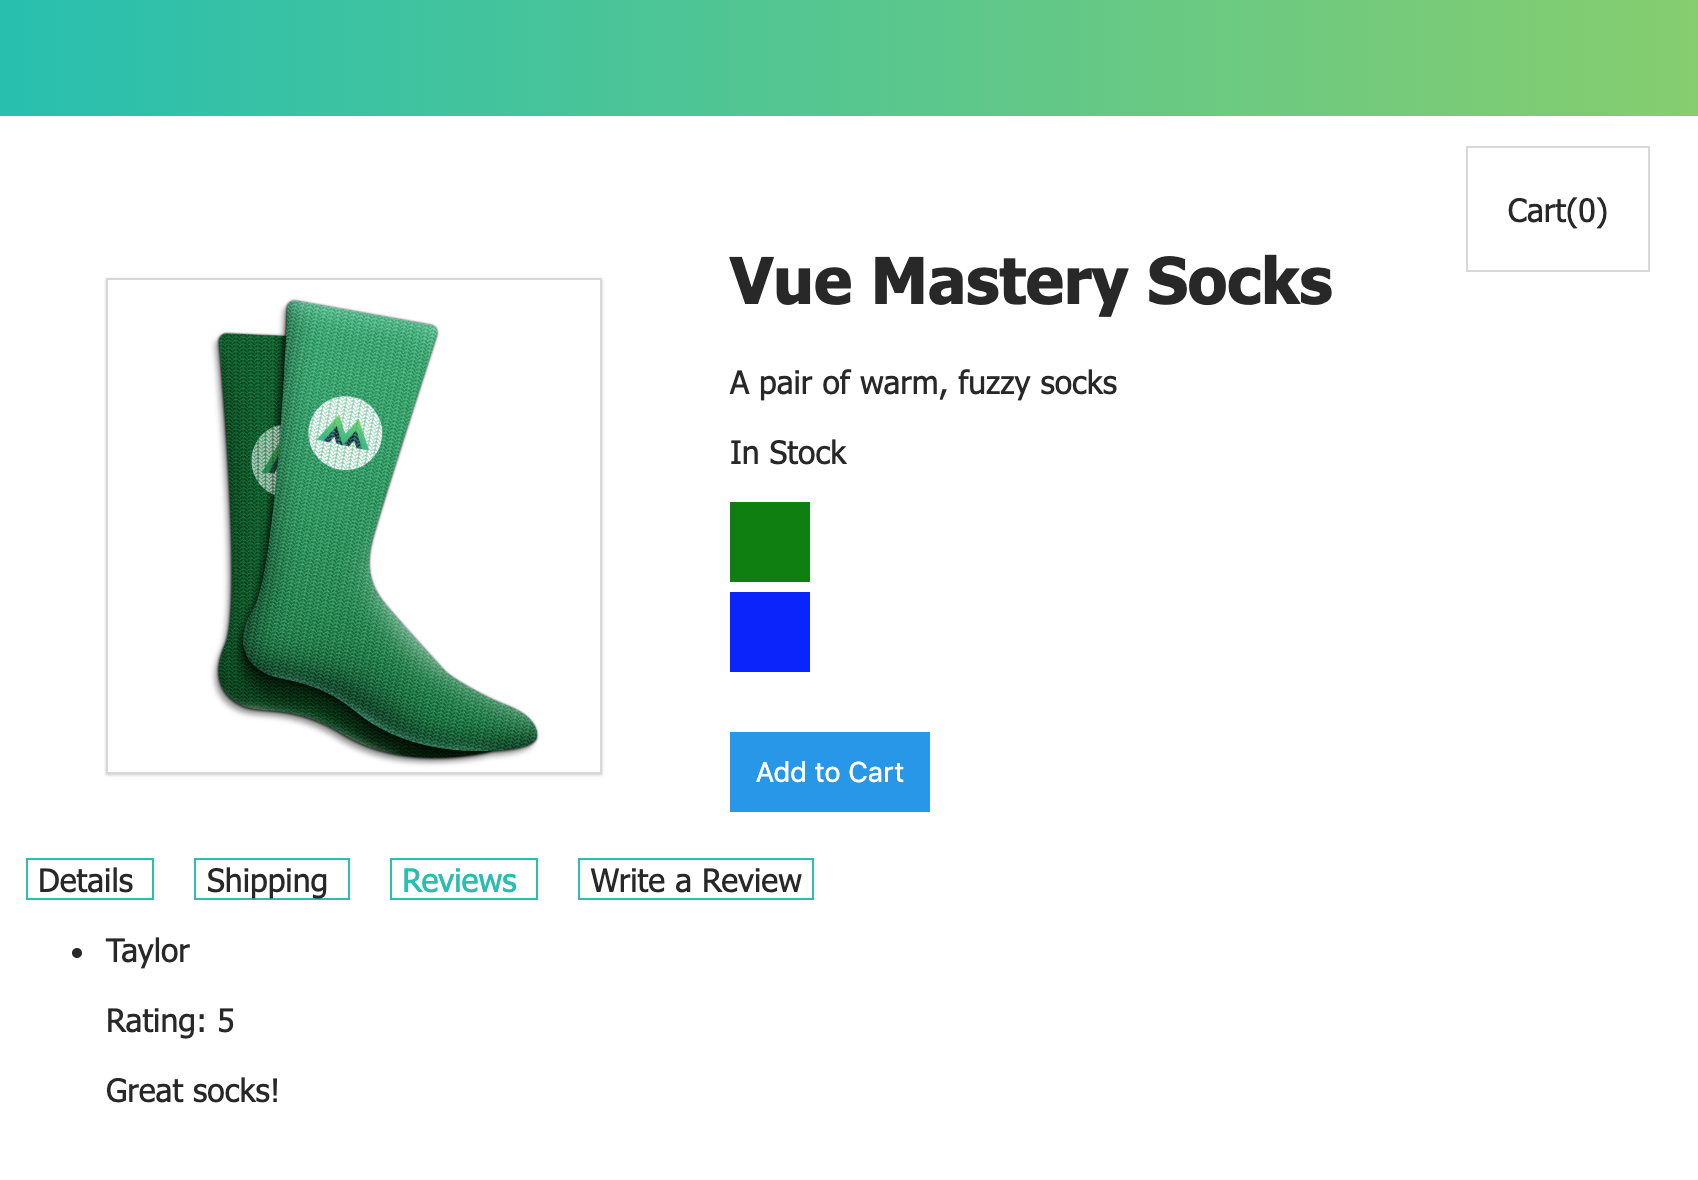 Cart(0)
Vue Mastery Socks
A pair of warm, fuzzy socks
In Stock
Add to Cart
Details Shipping Reviews Write a Review
Taylor
Rating: 5
Great socks!